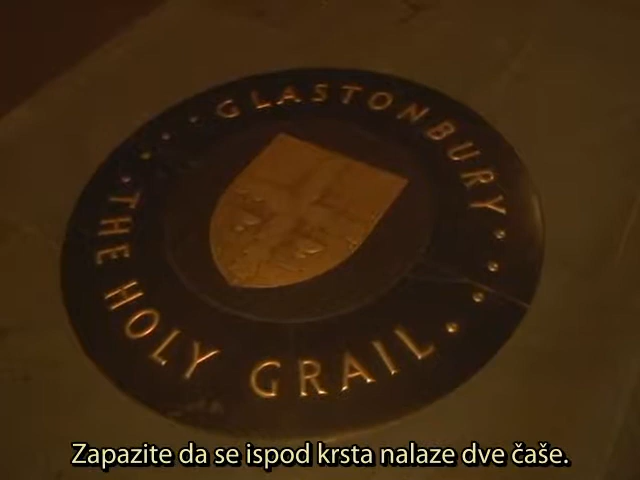 GLASTONBURY
THE HOLY GRAIL
Zapazite da se ispod krsta nalaze dve čaše.